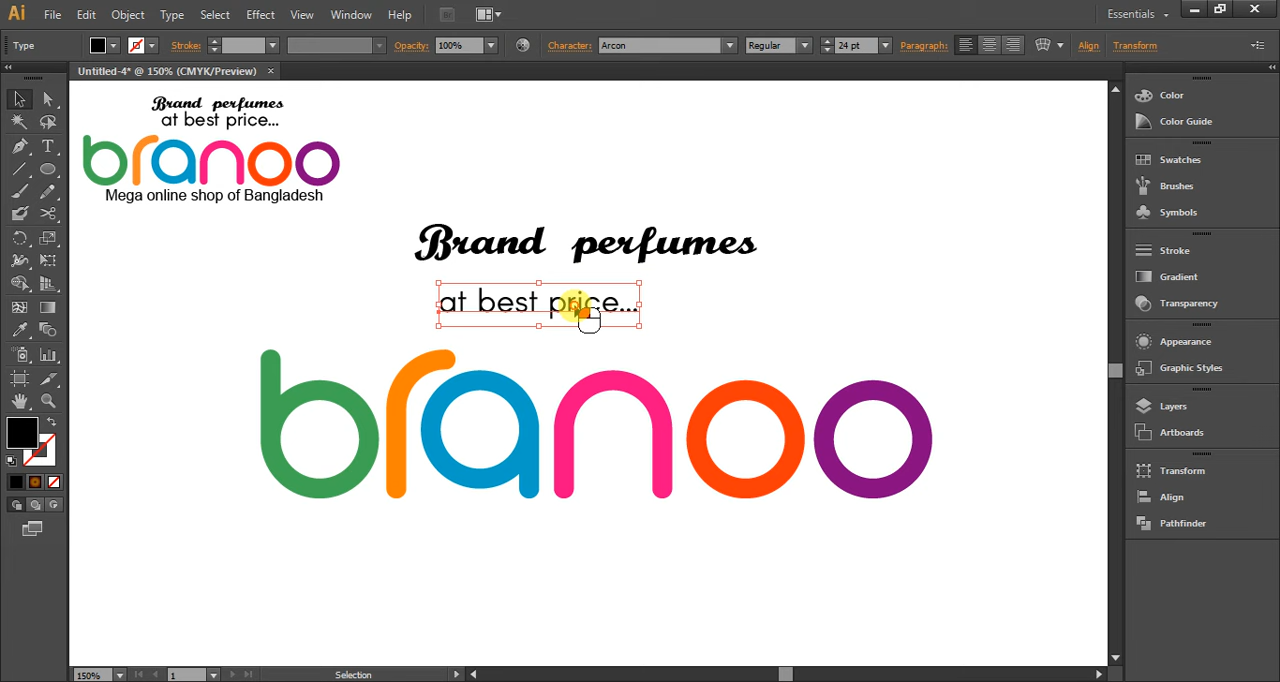 Ai File Edit Object Type Select Effect View Window Help Br Essentials
Type Stroke: Opacity: 100% Character: Arcon Regular 24 pt Paragraph: Align Transform
Untitled-4* @ 150% (CMYK/Preview) ×
Brand perfumes
at best price...
branoo
Mega online shop of Bangladesh
Brand perfumes
at best price...
branoo
Color
Color Guide
Swatches
Brushes
Symbols
Stroke
Gradient
Transparency
Appearance
Graphic Styles
Layers
Artboards
Transform
Align
Pathfinder
150% 1 Selection